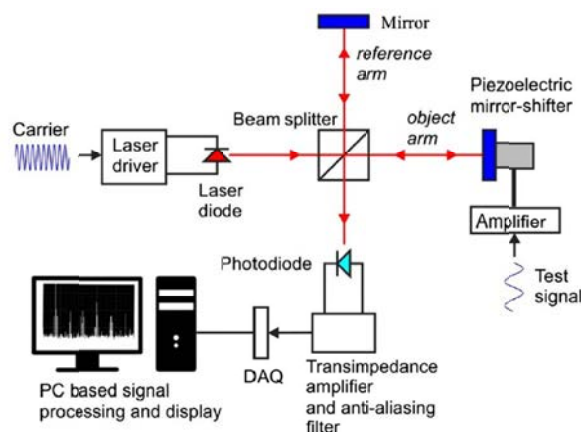 Mirror
reference
arm
Piezoelectric
mirror-shifter
Beam splitter
object
arm
Carrier
Laser
driver
Laser
diode
Amplifier
Photodiode
Test
signal
DAQ
Transimpedance
amplifier
and anti-aliasing
filter
PC based signal
processing and display